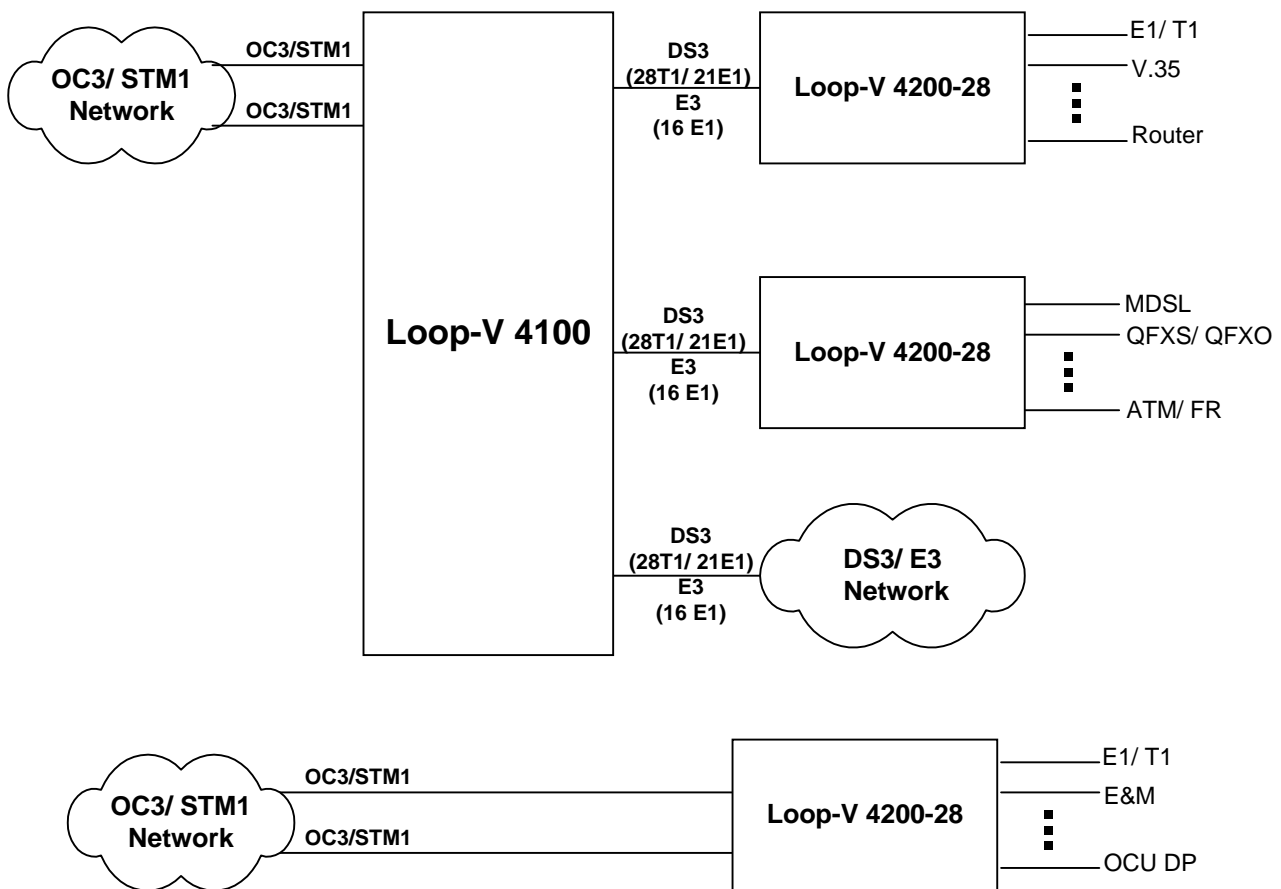 OC3/ STM1
Network
OC3/STM1
OC3/STM1
Loop-V 4100
DS3
(28T1/ 21E1)
E3
(16 E1)
Loop-V 4200-28
E1/ T1
V.35
Router
DS3
(28T1/ 21E1)
E3
(16 E1)
Loop-V 4200-28
MDSL
QFXS/ QFXO
ATM/ FR
DS3
(28T1/ 21E1)
E3
(16 E1)
DS3/ E3
Network
OC3/ STM1
Network
OC3/STM1
OC3/STM1
Loop-V 4200-28
E1/ T1
E&M
OCU DP